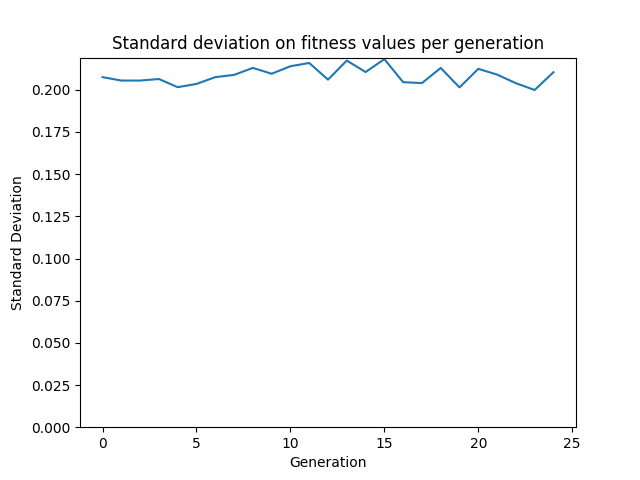 Standard deviation on fitness values per generation
0.200
0.175
0.150
0.125
0.100
0.075
0.050
0.025
0.000
Standard Deviation
0 5 10 15 20 25
Generation